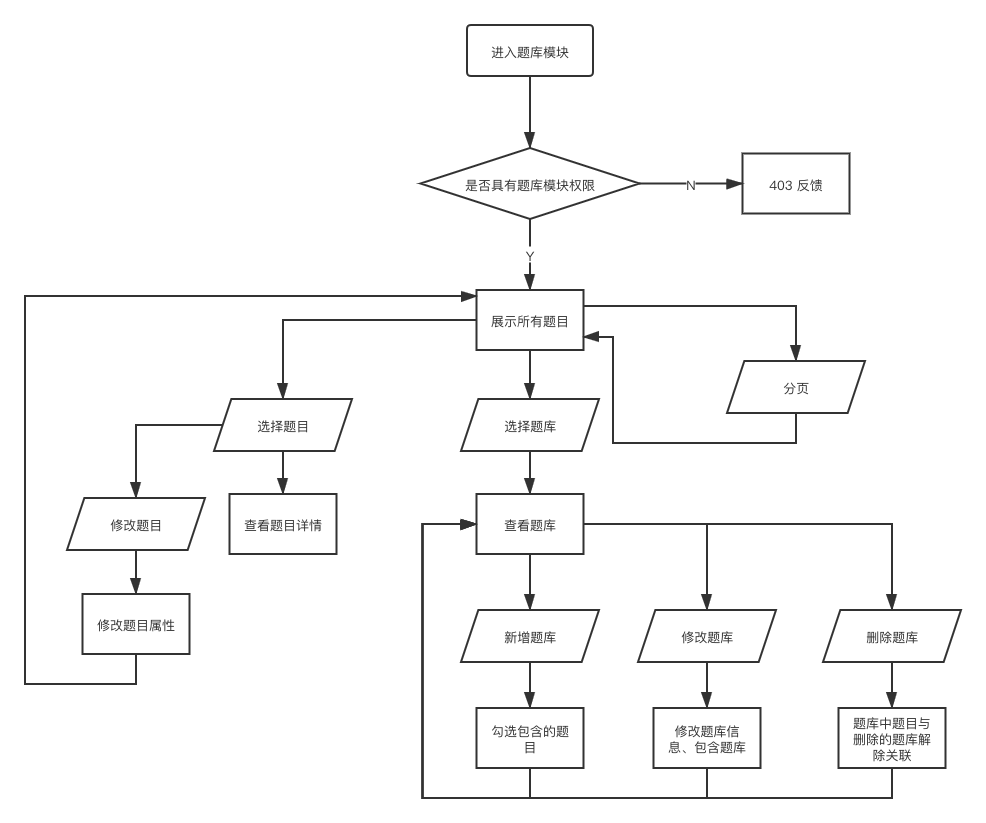 进入题库模块
是否具有题库模块权限
N
403 反馈
Y
展示所有题目
分页
选择题目
选择题库
修改题目
查看题目详情
查看题库
修改题目属性
新增题库
修改题库
删除题库
勾选包含的题
目
修改题库信
息、包含题库
题库中题目与
删除的题库解
除关联